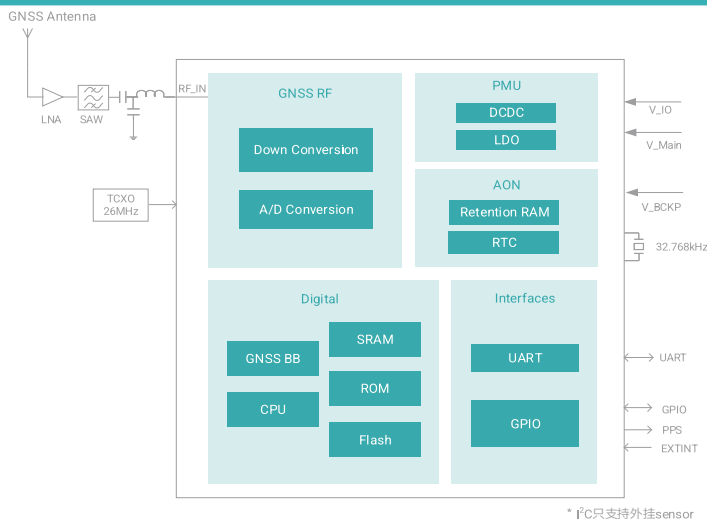 GNSS Antenna
LNA
SAW
RF_IN
TCXO
26MHz
GNSS RF
Down Conversion
A/D Conversion
PMU
DCDC
LDO
AON
Retention RAM
RTC
V_IO
V_Main
V_BCKP
32.768kHz
Digital
GNSS BB
CPU
SRAM
ROM
Flash
Interfaces
UART
GPIO
UART
GPIO
PPS
EXTINT
* I²C只支持外挂sensor